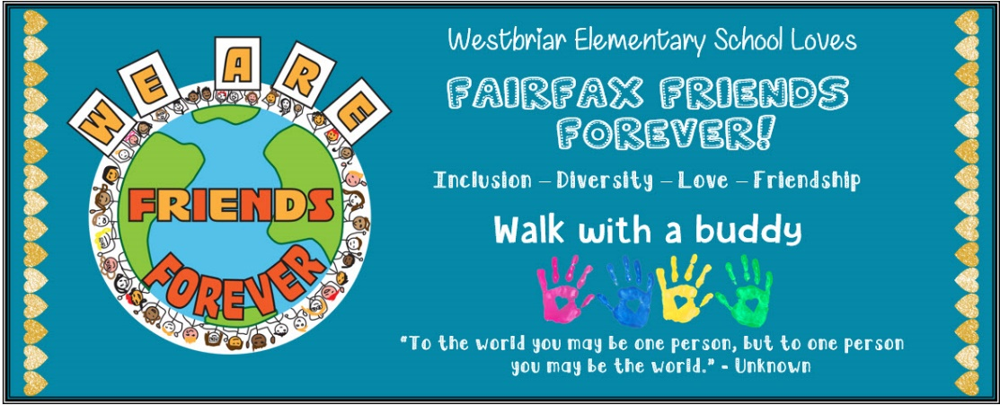 WE ARE
FRIENDS
FOREVER
Westbriar Elementary School Loves
FAIRFAX FRIENDS
FOREVER!
Inclusion – Diversity – Love – Friendship
Walk with a buddy
"To the world you may be one person, but to one person
you may be the world." - Unknown